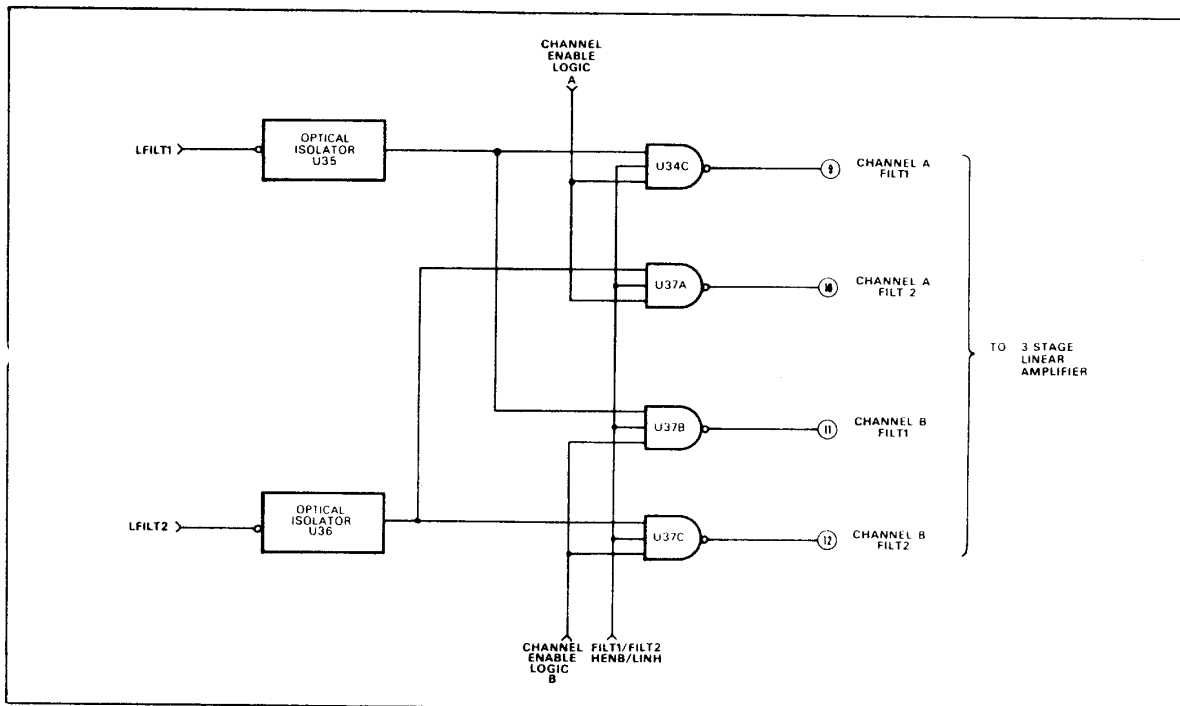 CHANNEL
ENABLE
LOGIC
A
LFILT1
OPTICAL
ISOLATOR
U35
U34C
9
CHANNEL A
FILT1
U37A
10
CHANNEL A
FILT 2
TO 3 STAGE
LINEAR
AMPLIFIER
U37B
11
CHANNEL B
FILT1
LFILT2
OPTICAL
ISOLATOR
U36
U37C
12
CHANNEL B
FILT2
CHANNEL
ENABLE
LOGIC
B
FILT1/FILT2
HENB/LINH